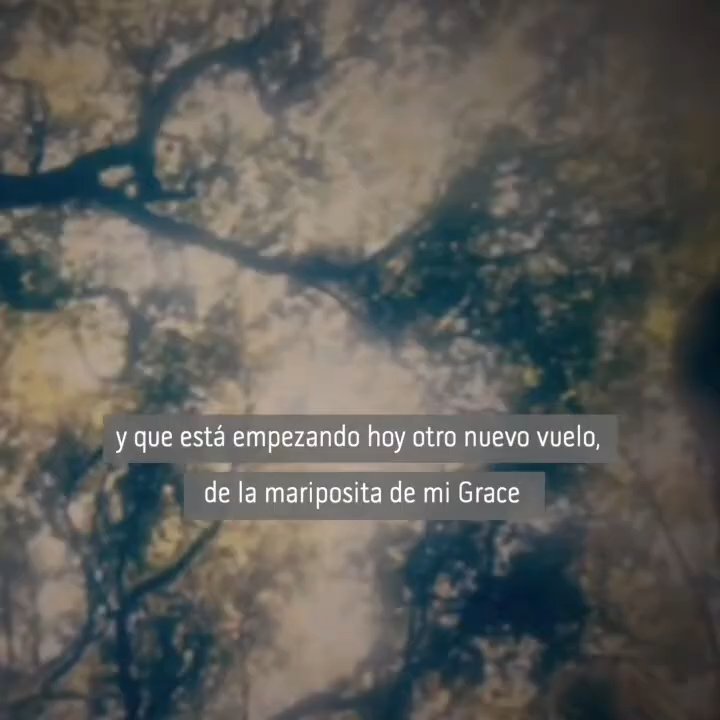 y que está empezando hoy otro nuevo vuelo,
de la mariposita de mi Grace